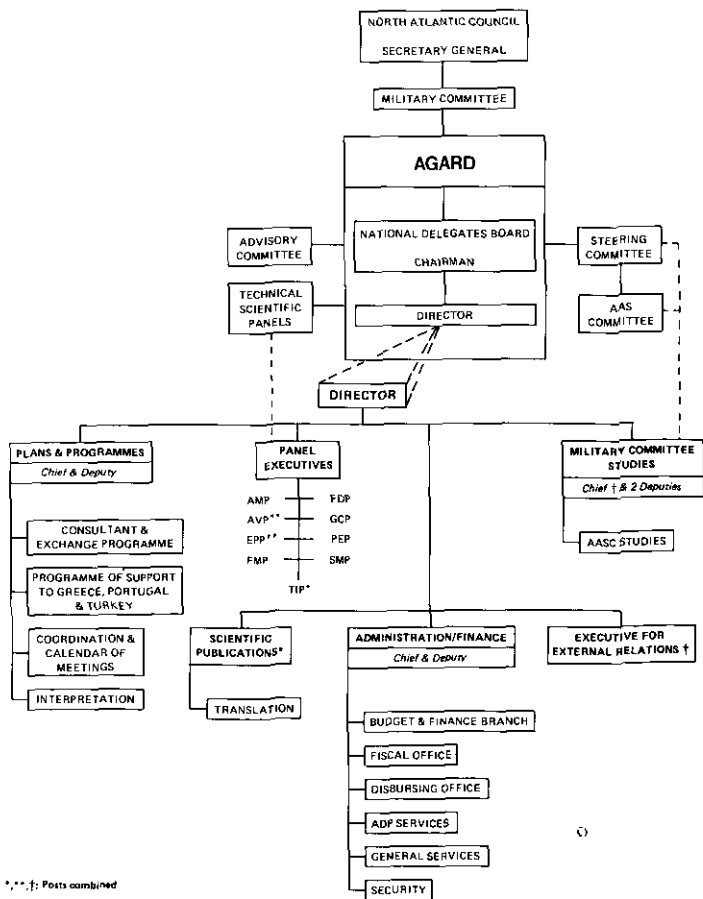 NORTH ATLANTIC COUNCIL
SECRETARY GENERAL
MILITARY COMMITTEE
AGARD
NATIONAL DELEGATES BOARD
CHAIRMAN
DIRECTOR
ADVISORY
COMMITTEE
TECHNICAL
SCIENTIFIC
PANELS
STEERING
COMMITTEE
AAS
COMMITTEE
DIRECTOR
PLANS & PROGRAMMES
Chief & Deputy
CONSULTANT &
EXCHANGE PROGRAMME
PROGRAMME OF SUPPORT
TO GREECE, PORTUGAL
& TURKEY
COORDINATION &
CALENDAR OF
MEETINGS
INTERPRETATION
PANEL
EXECUTIVES
AMP FDP
AVP** GCP
EPP** PEP
FMP SMP
TIP*
MILITARY COMMITTEE
STUDIES
Chief † & 2 Deputies
AASC STUDIES
SCIENTIFIC
PUBLICATIONS*
TRANSLATION
ADMINISTRATION/FINANCE
Chief & Deputy
BUDGET & FINANCE BRANCH
FISCAL OFFICE
DISBURSING OFFICE
ADP SERVICES
GENERAL SERVICES
SECURITY
EXECUTIVE FOR
EXTERNAL RELATIONS †
*,**,†: Posts combined